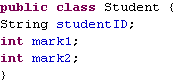 public class Student {
String studentID;
int mark1;
int mark2;
}